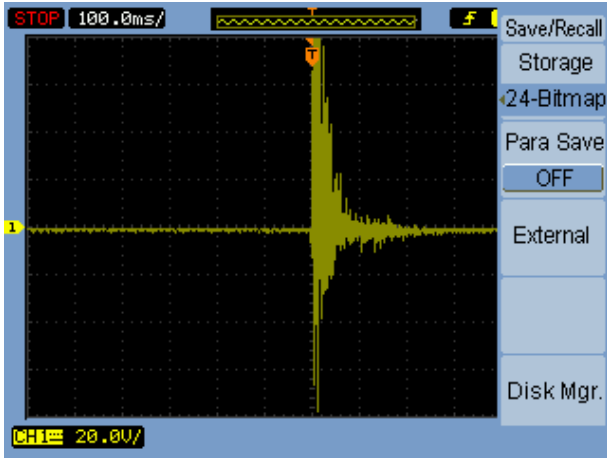 STOP 100.0ms/
T
Save/Recall
T
Storage
24-Bitmap
Para Save
OFF
1
External
Disk Mgr.
CH1 20.0V/